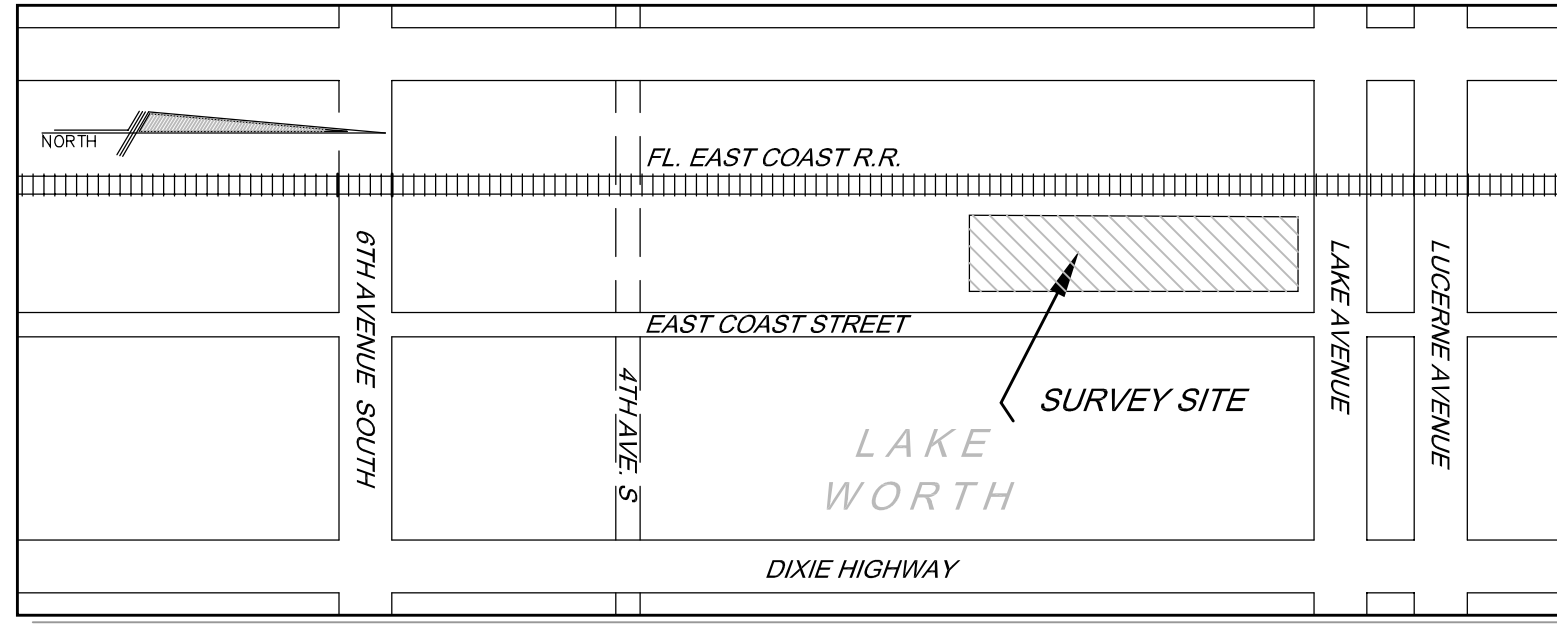 NORTH
FL. EAST COAST R.R.
6TH AVENUE SOUTH
EAST COAST STREET
4TH AVE. S
SURVEY SITE
LAKE AVENUE
LUCERNE AVENUE
LAKE
WORTH
DIXIE HIGHWAY